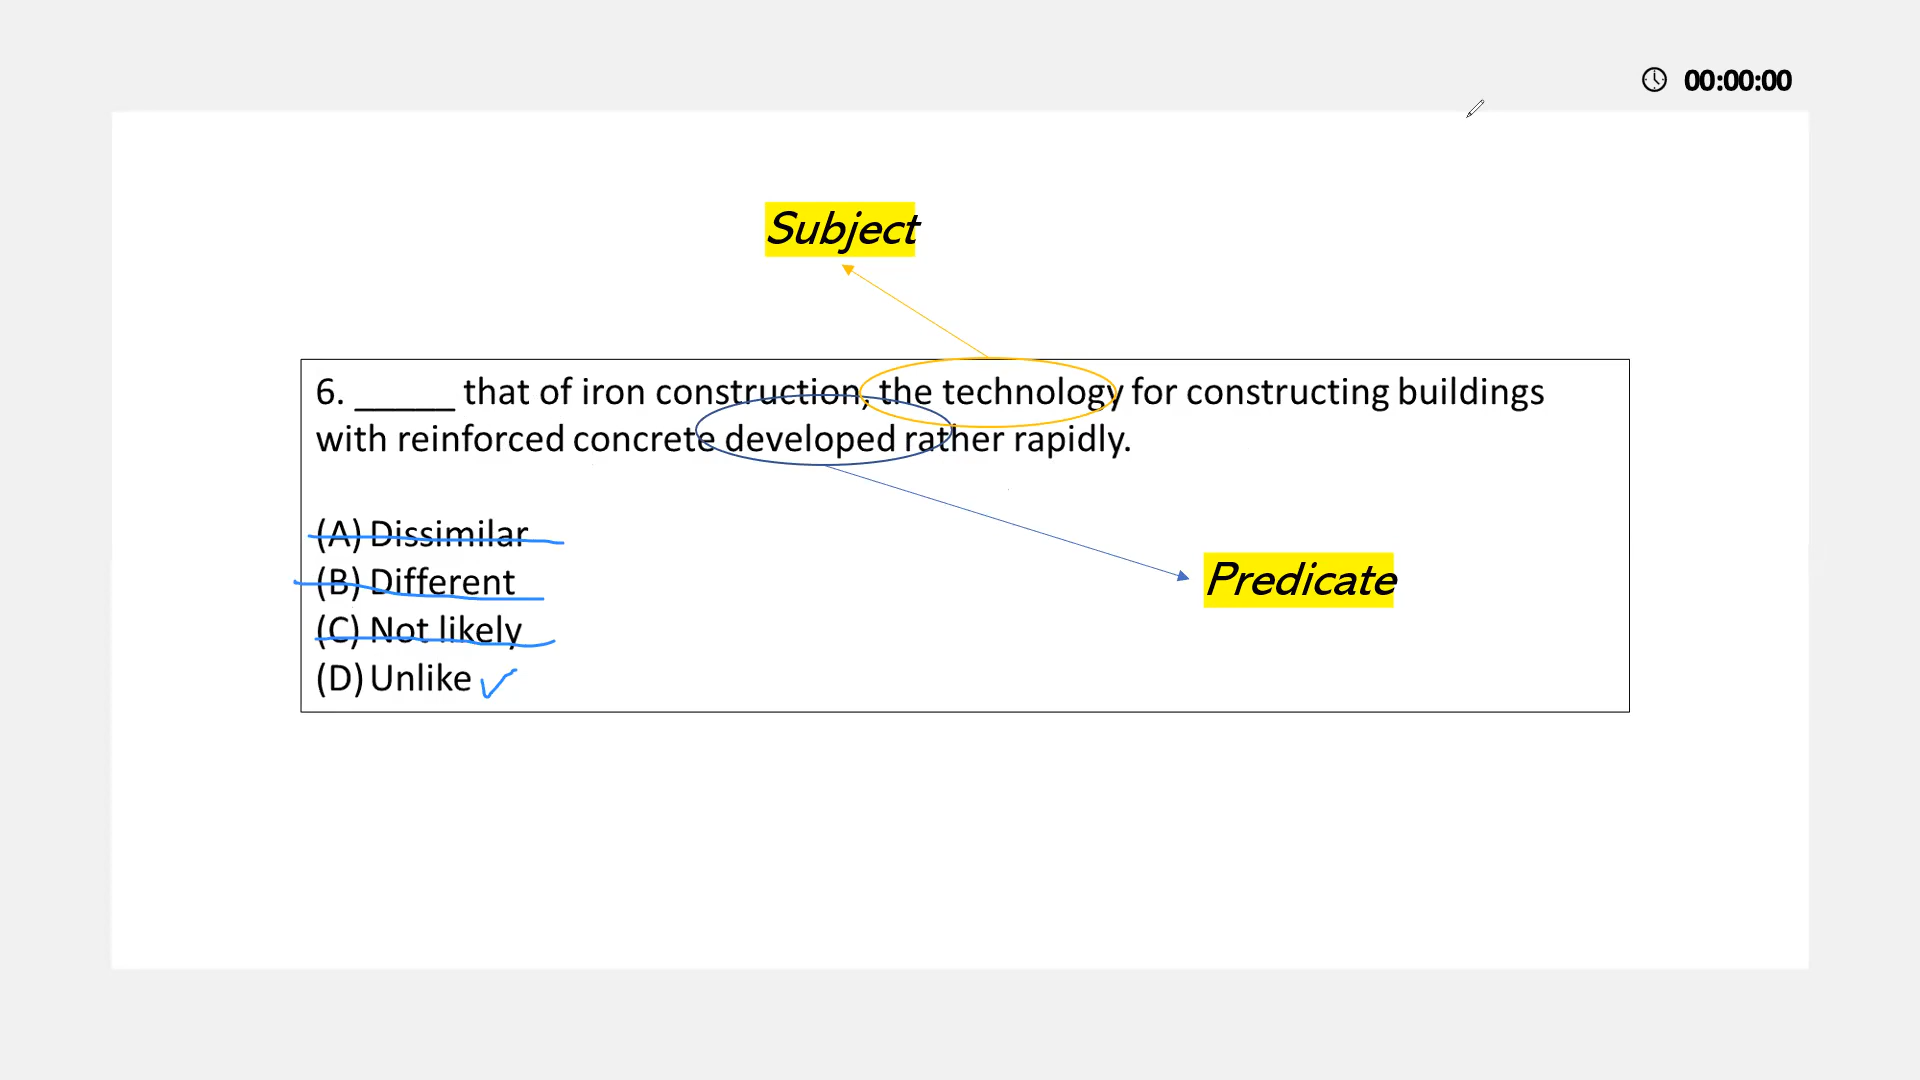 00:00:00
Subject
6. _____ that of iron construction, the technology for constructing buildings
with reinforced concrete developed rather rapidly.
(A) Dissimilar
(B) Different
(C) Not likely
(D) Unlike
Predicate